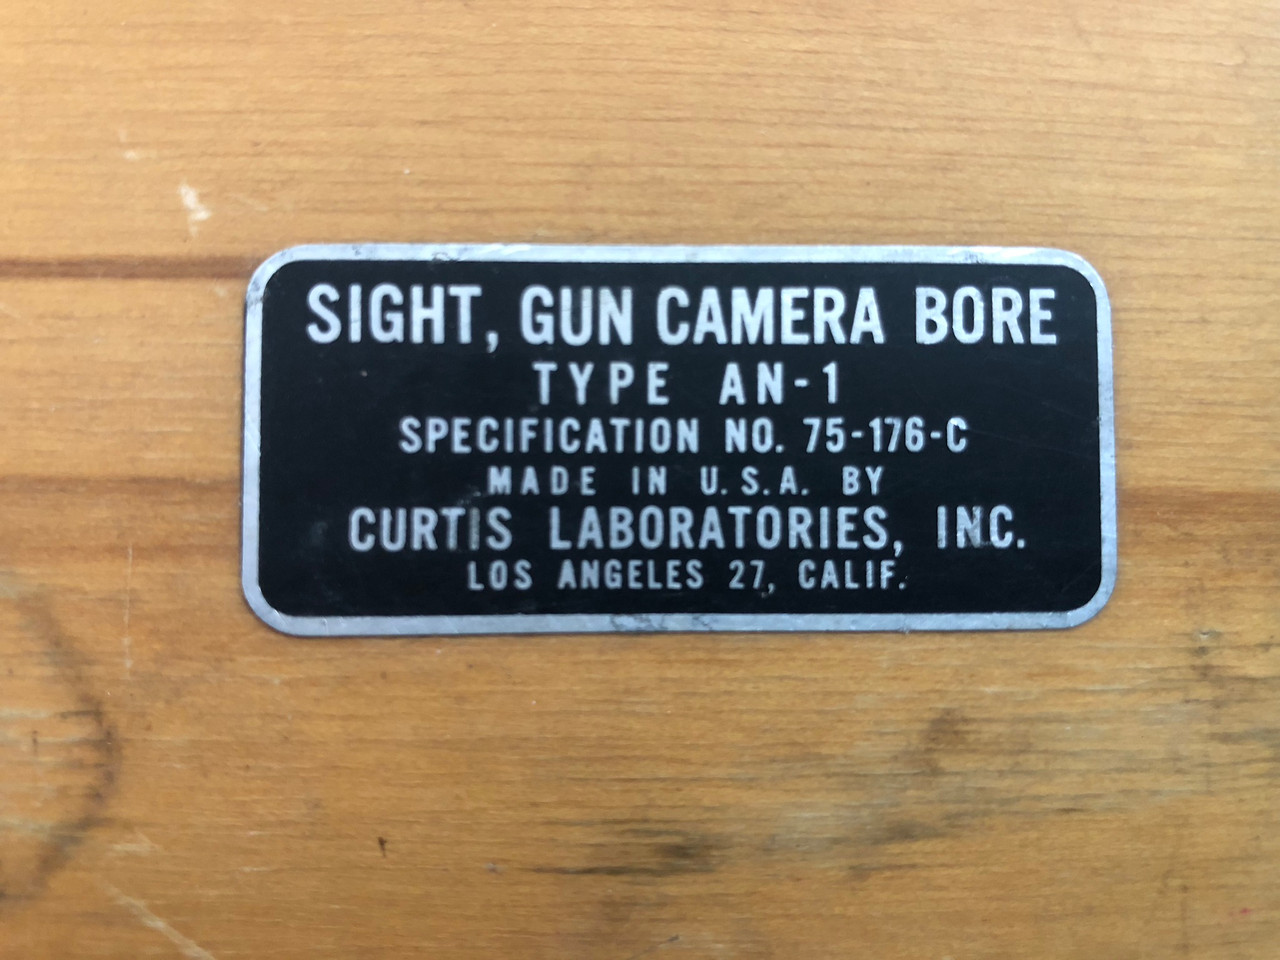 SIGHT, GUN CAMERA BORE
TYPE AN-1
SPECIFICATION NO. 75-176-C
MADE IN U.S.A. BY
CURTIS LABORATORIES, INC.
LOS ANGELES 27, CALIF.